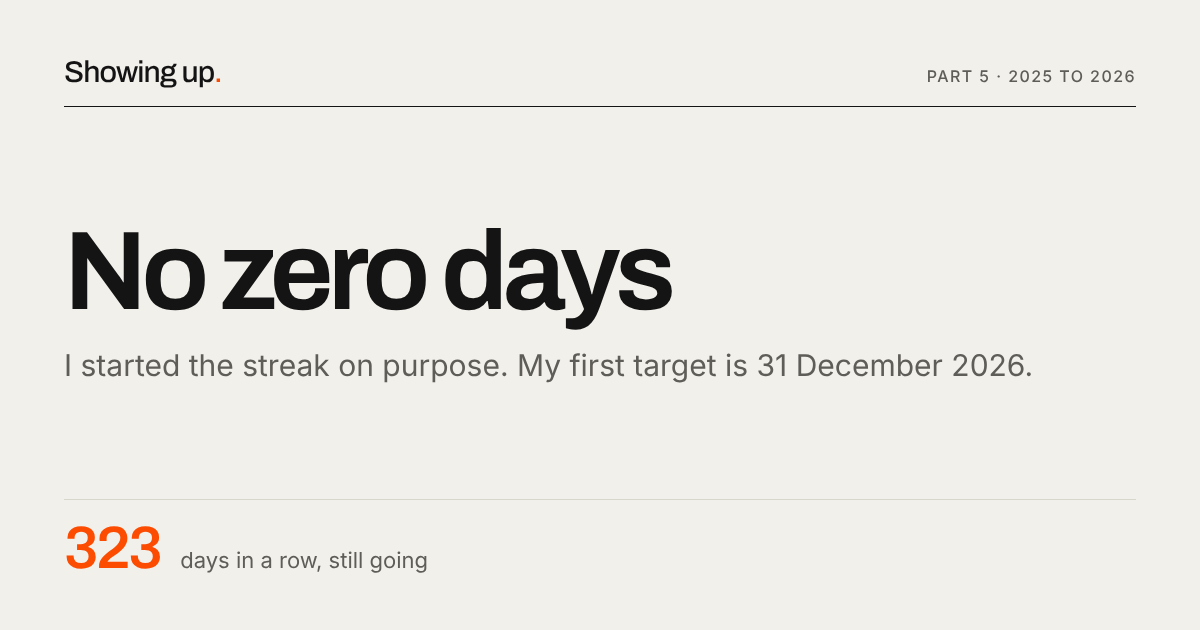 Showing up.
PART 5 · 2025 TO 2026
No zero days
I started the streak on purpose. My first target is 31 December 2026.
323 days in a row, still going